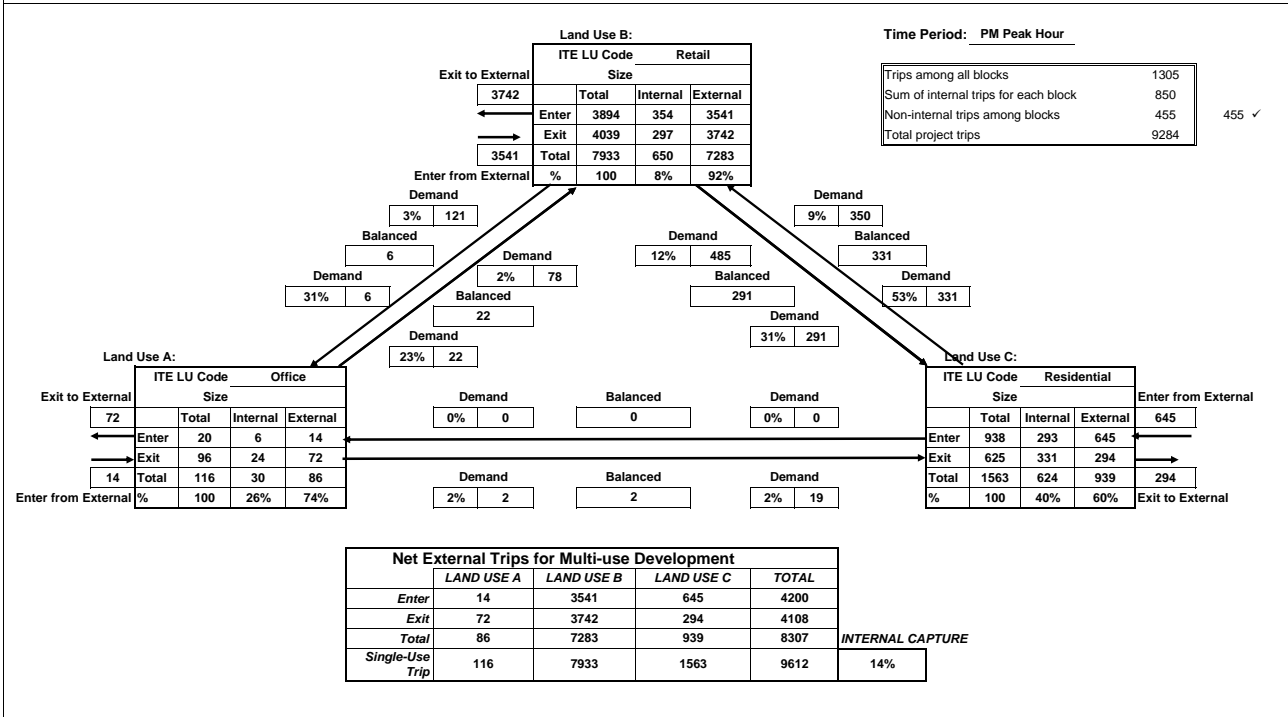 Land Use B:
Time Period: PM Peak Hour
ITE LU Code Retail
Exit to External Size
3742 Total Internal External
Enter 3894 354 3541
Exit 4039 297 3742
3541 Total 7933 650 7283
Enter from External % 100 8% 92%
Trips among all blocks 1305
Sum of internal trips for each block 850
Non-internal trips among blocks 455 455 ✓
Total project trips 9284
Demand
3% 121
Balanced
6
Demand
31% 6
Demand
2% 78
Balanced
22
Demand
23% 22
Demand
12% 485
Balanced
291
Demand
31% 291
Demand
9% 350
Balanced
331
Demand
53% 331
Land Use A:
ITE LU Code Office
Exit to External Size
72 Total Internal External
Enter 20 6 14
Exit 96 24 72
14 Total 116 30 86
Enter from External % 100 26% 74%
Demand Balanced Demand
0% 0 0 0% 0
Demand Balanced Demand
2% 2 2 2% 19
Land Use C:
ITE LU Code Residential
Size Enter from External
Total Internal External 645
Enter 938 293 645
Exit 625 331 294
Total 1563 624 939 294
% 100 40% 60% Exit to External
Net External Trips for Multi-use Development
LAND USE A LAND USE B LAND USE C TOTAL
Enter 14 3541 645 4200
Exit 72 3742 294 4108
Total 86 7283 939 8307 INTERNAL CAPTURE
Single-Use
Trip 116 7933 1563 9612 14%